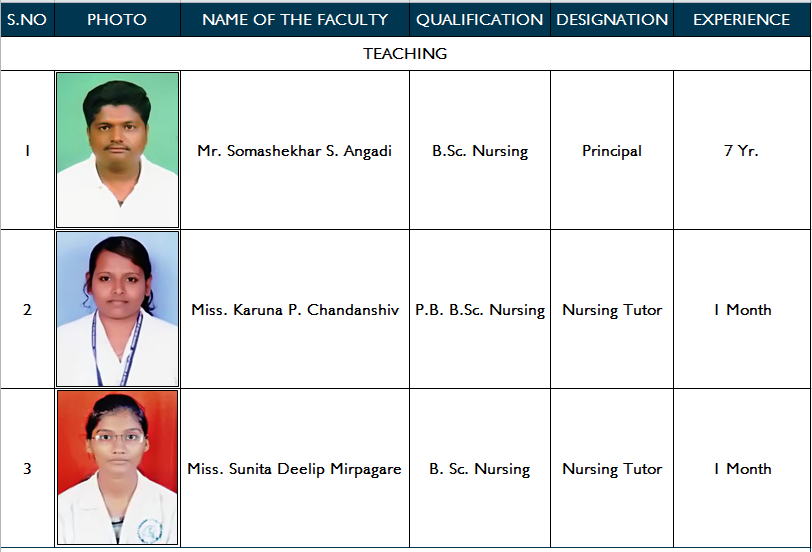 S.NO PHOTO NAME OF THE FACULTY QUALIFICATION DESIGNATION EXPERIENCE
TEACHING
1 Mr. Somashekhar S. Angadi B.Sc. Nursing Principal 7 Yr.
2 Miss. Karuna P. Chandanshiv P.B. B.Sc. Nursing Nursing Tutor 1 Month
3 Miss. Sunita Deelip Mirpagare B. Sc. Nursing Nursing Tutor 1 Month